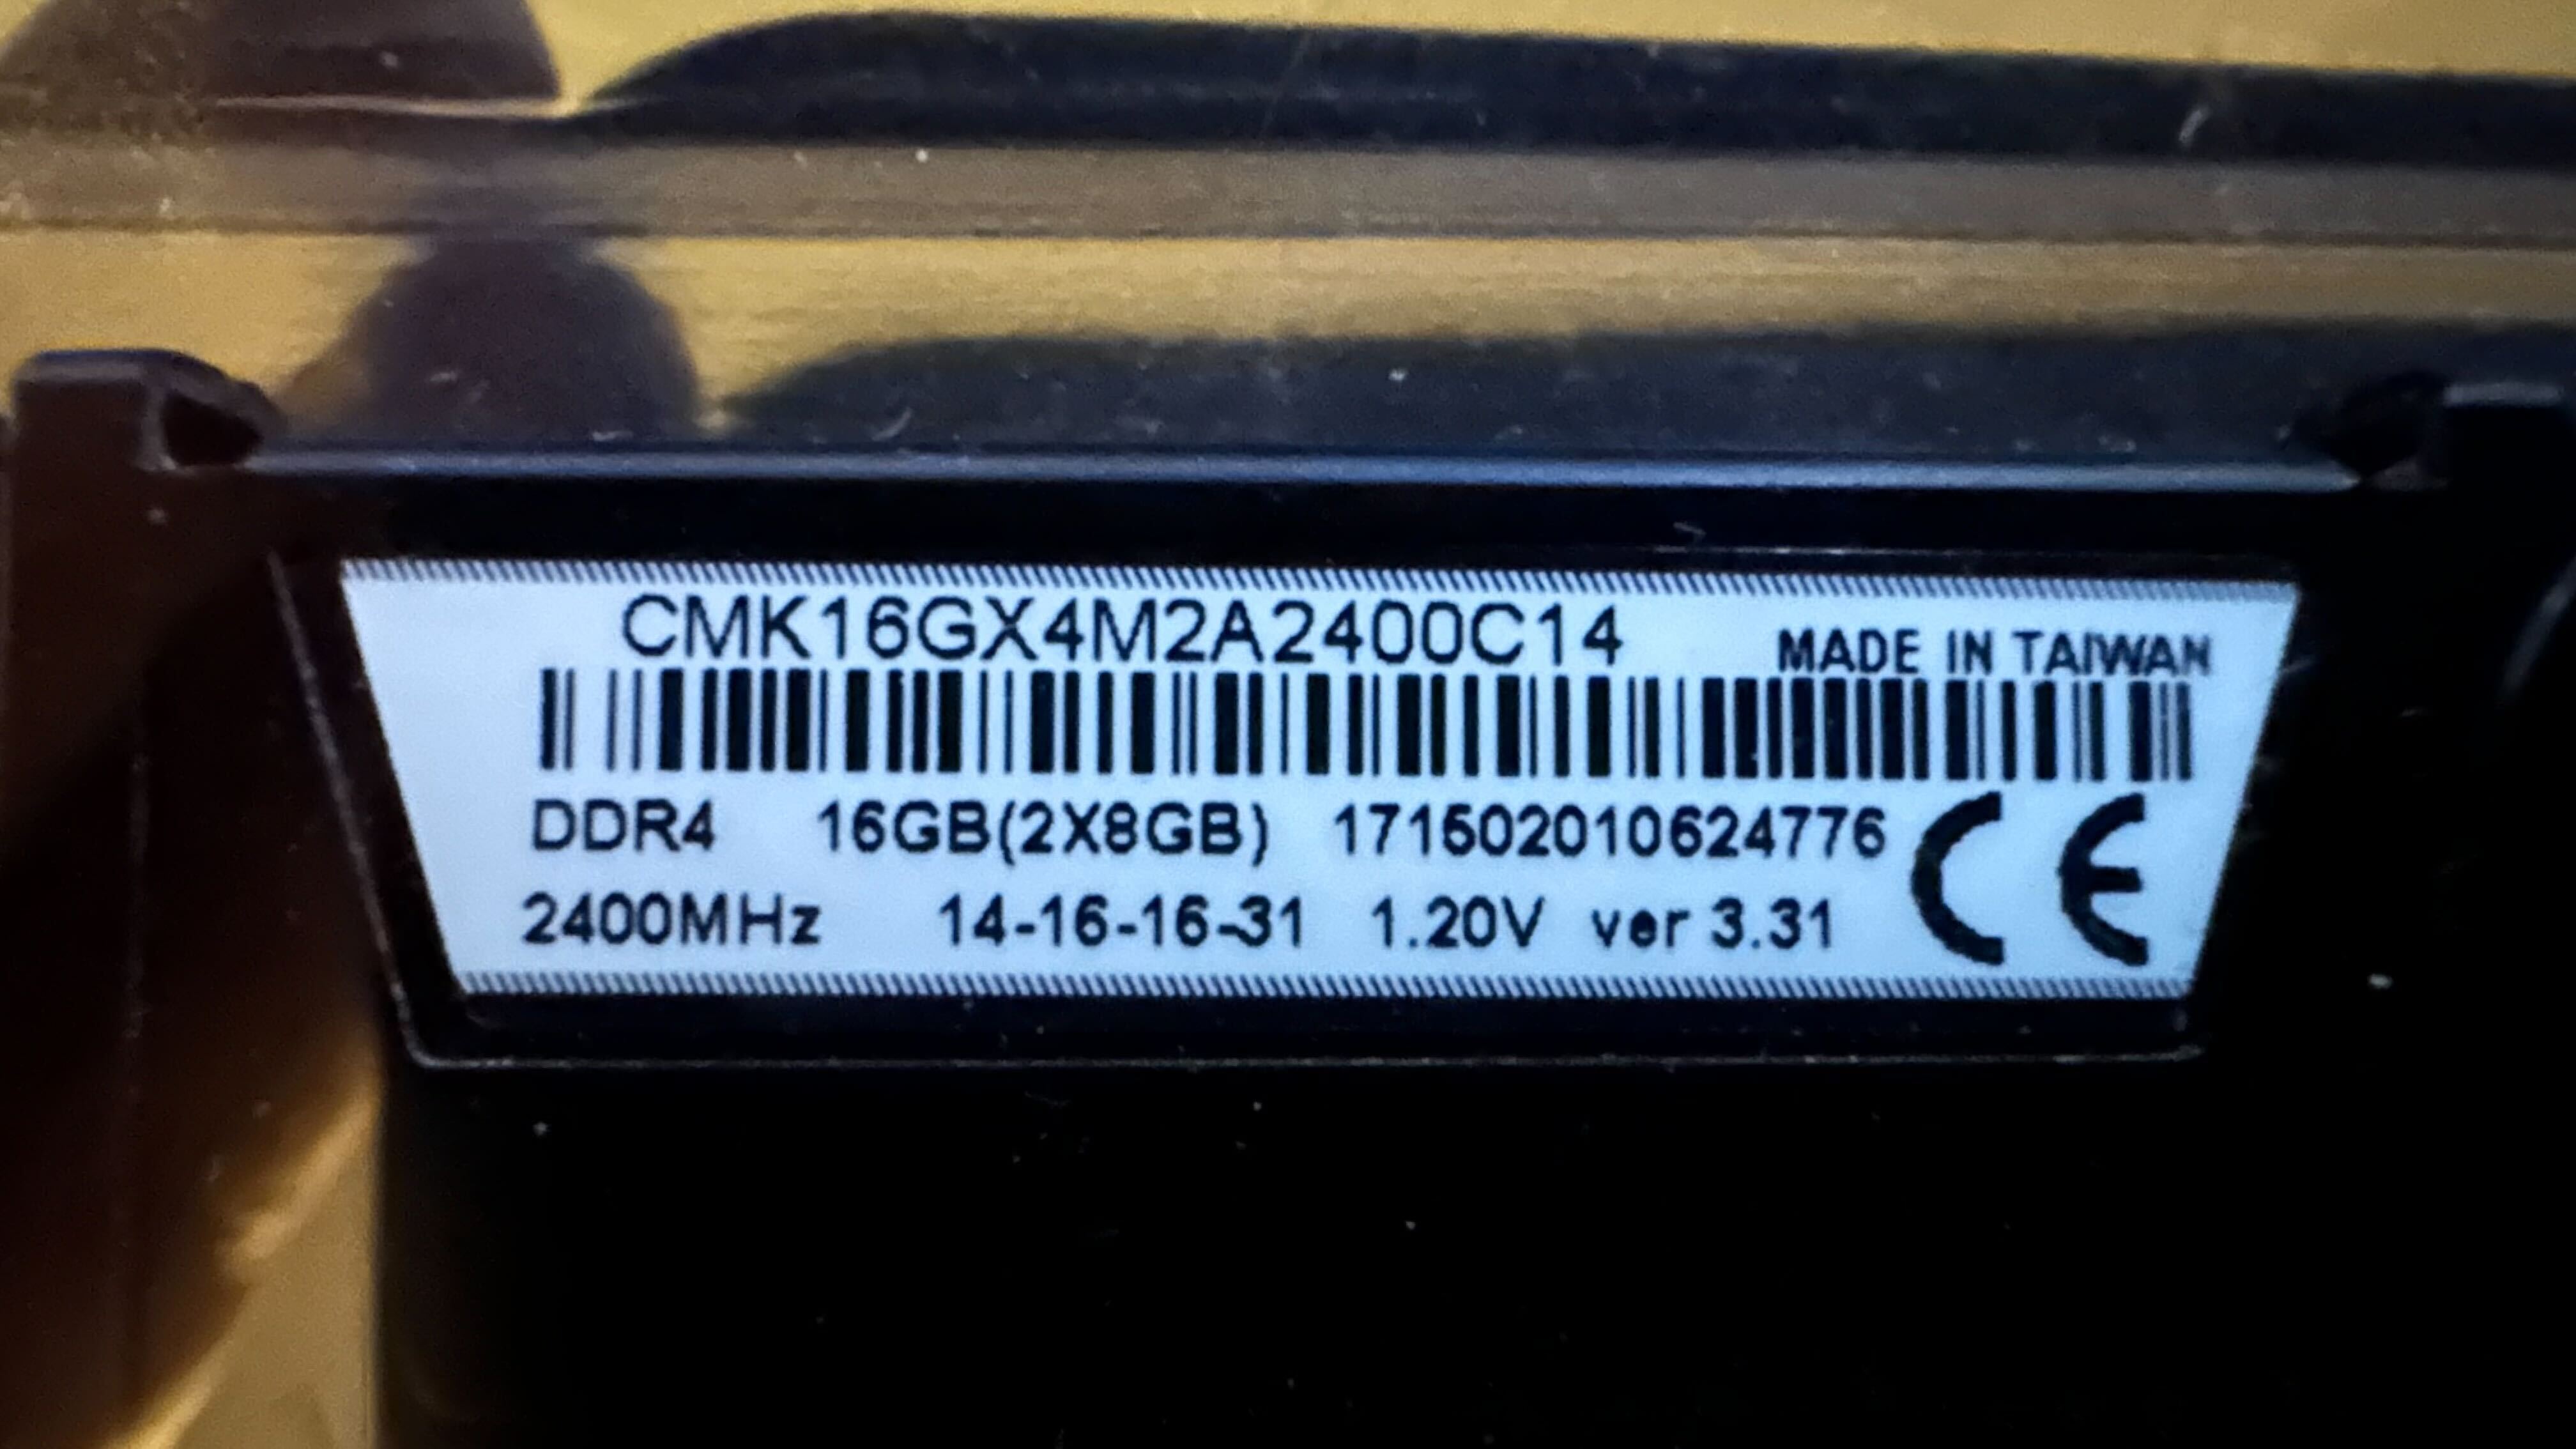 CMK16GX4M2A2400C14
MADE IN TAIWAN
DDR4 16GB(2X8GB) 171502010624776
2400MHz 14-16-16-31 1.20V ver 3.31
CE